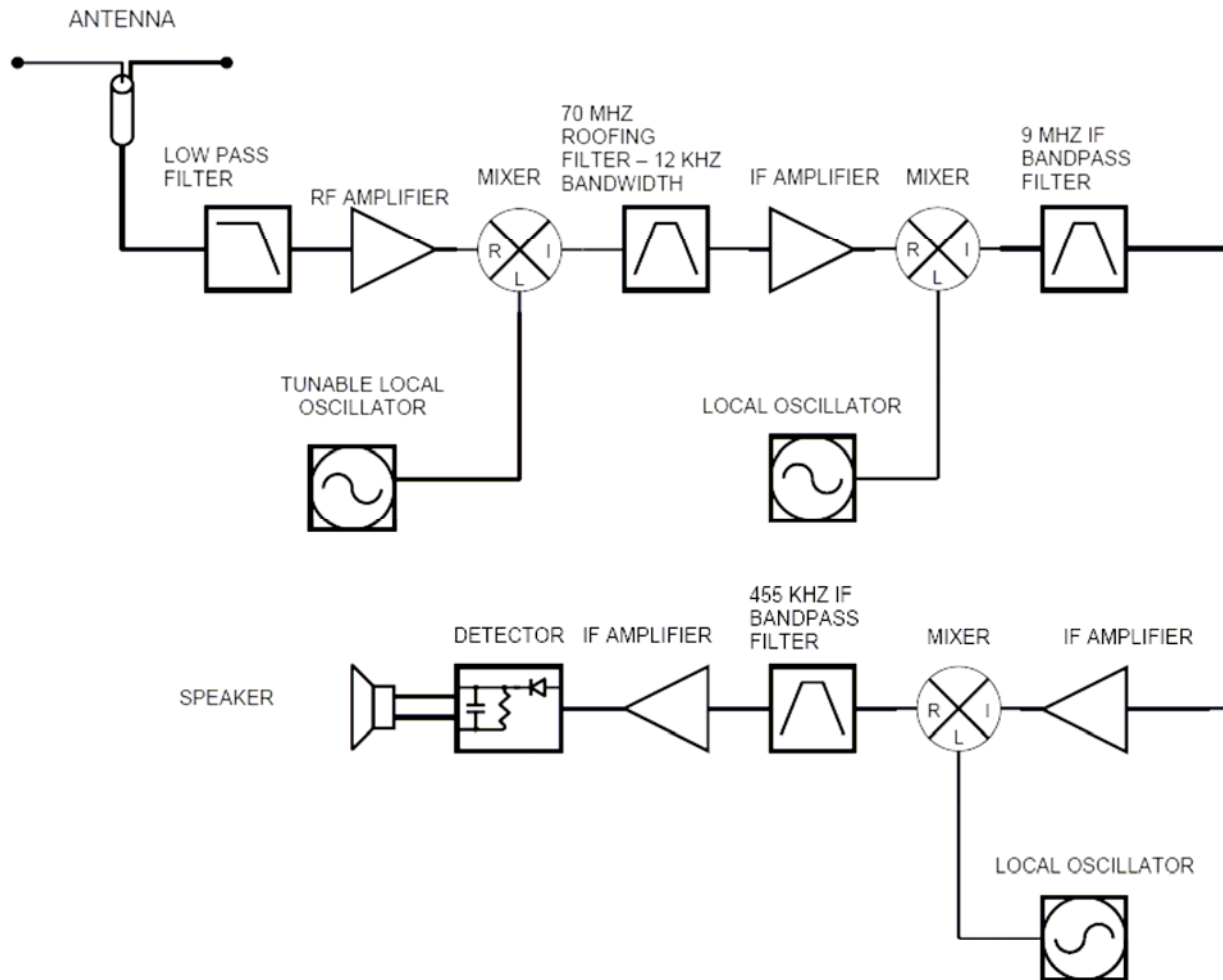 ANTENNA
LOW PASS
FILTER
RF AMPLIFIER
MIXER
70 MHZ
ROOFING
FILTER – 12 KHZ
BANDWIDTH
IF AMPLIFIER
MIXER
9 MHZ IF
BANDPASS
FILTER
R I
L
R I
L
TUNABLE LOCAL
OSCILLATOR
LOCAL OSCILLATOR
SPEAKER
DETECTOR
IF AMPLIFIER
455 KHZ IF
BANDPASS
FILTER
MIXER
IF AMPLIFIER
R I
L
LOCAL OSCILLATOR